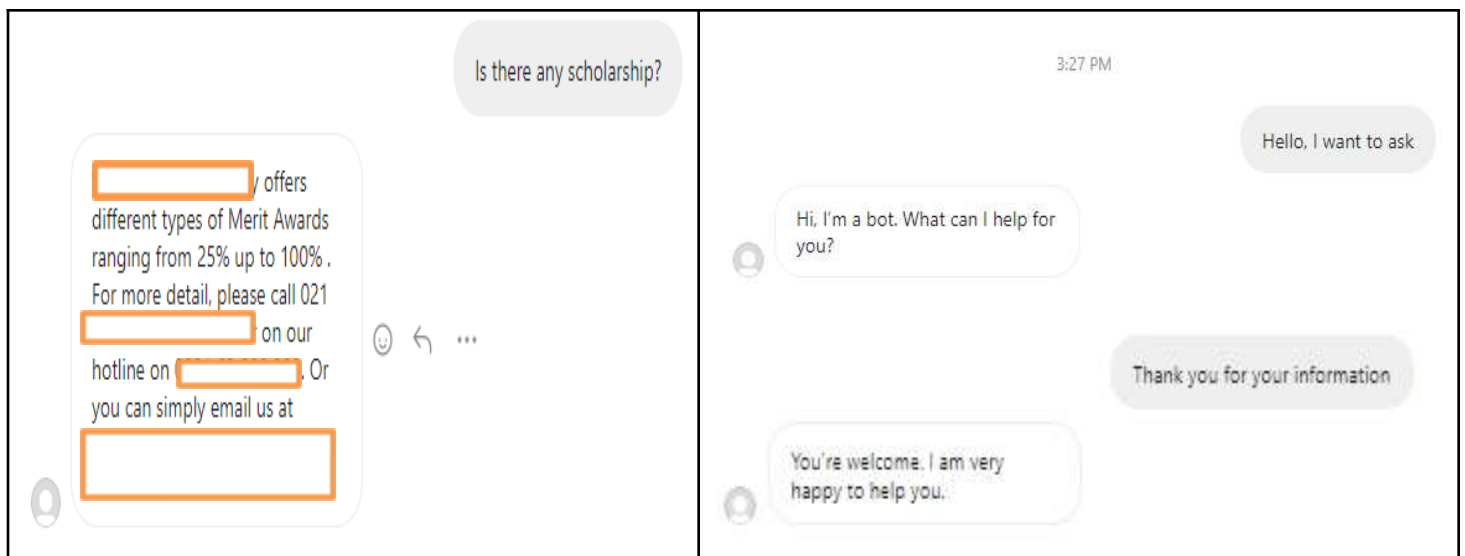 Is there any scholarship?
offers
different types of Merit Awards
ranging from 25% up to 100% .
For more detail, please call 021
on our
hotline on
. Or
you can simply email us at
3:27 PM
Hello, I want to ask
Hi, I'm a bot. What can I help for
you?
Thank you for your information
You're welcome. I am very
happy to help you.